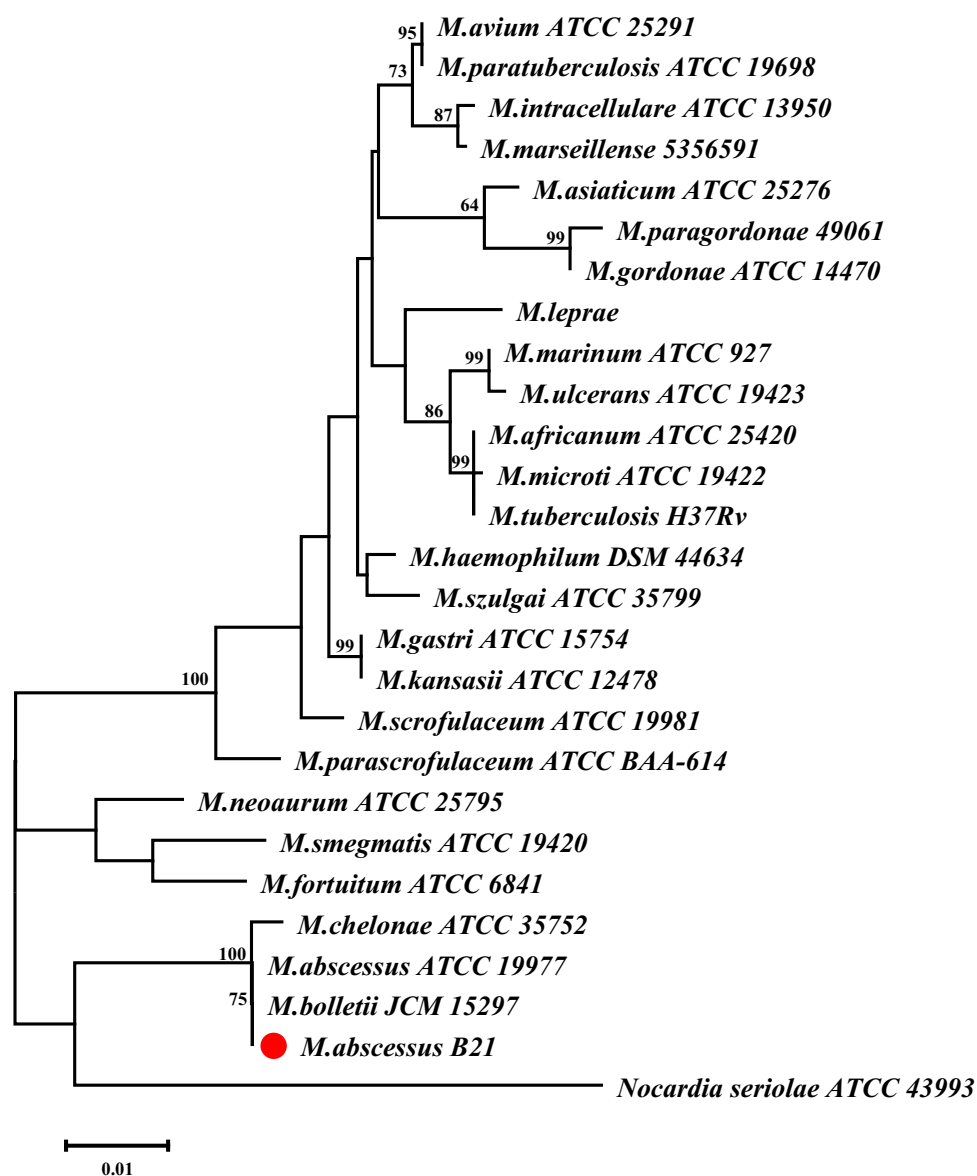 95
M.avium ATCC 25291
73
M.paratuberculosis ATCC 19698
87
M.intracellulare ATCC 13950
M.marseillense 5356591
M.asiaticum ATCC 25276
64
M.paragordonae 49061
99
M.gordonae ATCC 14470
M.leprae
M.marinum ATCC 927
99
M.ulcerans ATCC 19423
86
M.africanum ATCC 25420
99
M.microti ATCC 19422
M.tuberculosis H37Rv
M.haemophilum DSM 44634
M.szulgai ATCC 35799
M.gastri ATCC 15754
99
M.kansasii ATCC 12478
100
M.scrofulaceum ATCC 19981
M.parascrofulaceum ATCC BAA-614
M.neoaurum ATCC 25795
M.smegmatis ATCC 19420
M.fortuitum ATCC 6841
M.chelonae ATCC 35752
100
M.abscessus ATCC 19977
75
M.bolletii JCM 15297
M.abscessus B21
Nocardia seriolae ATCC 43993
0.01